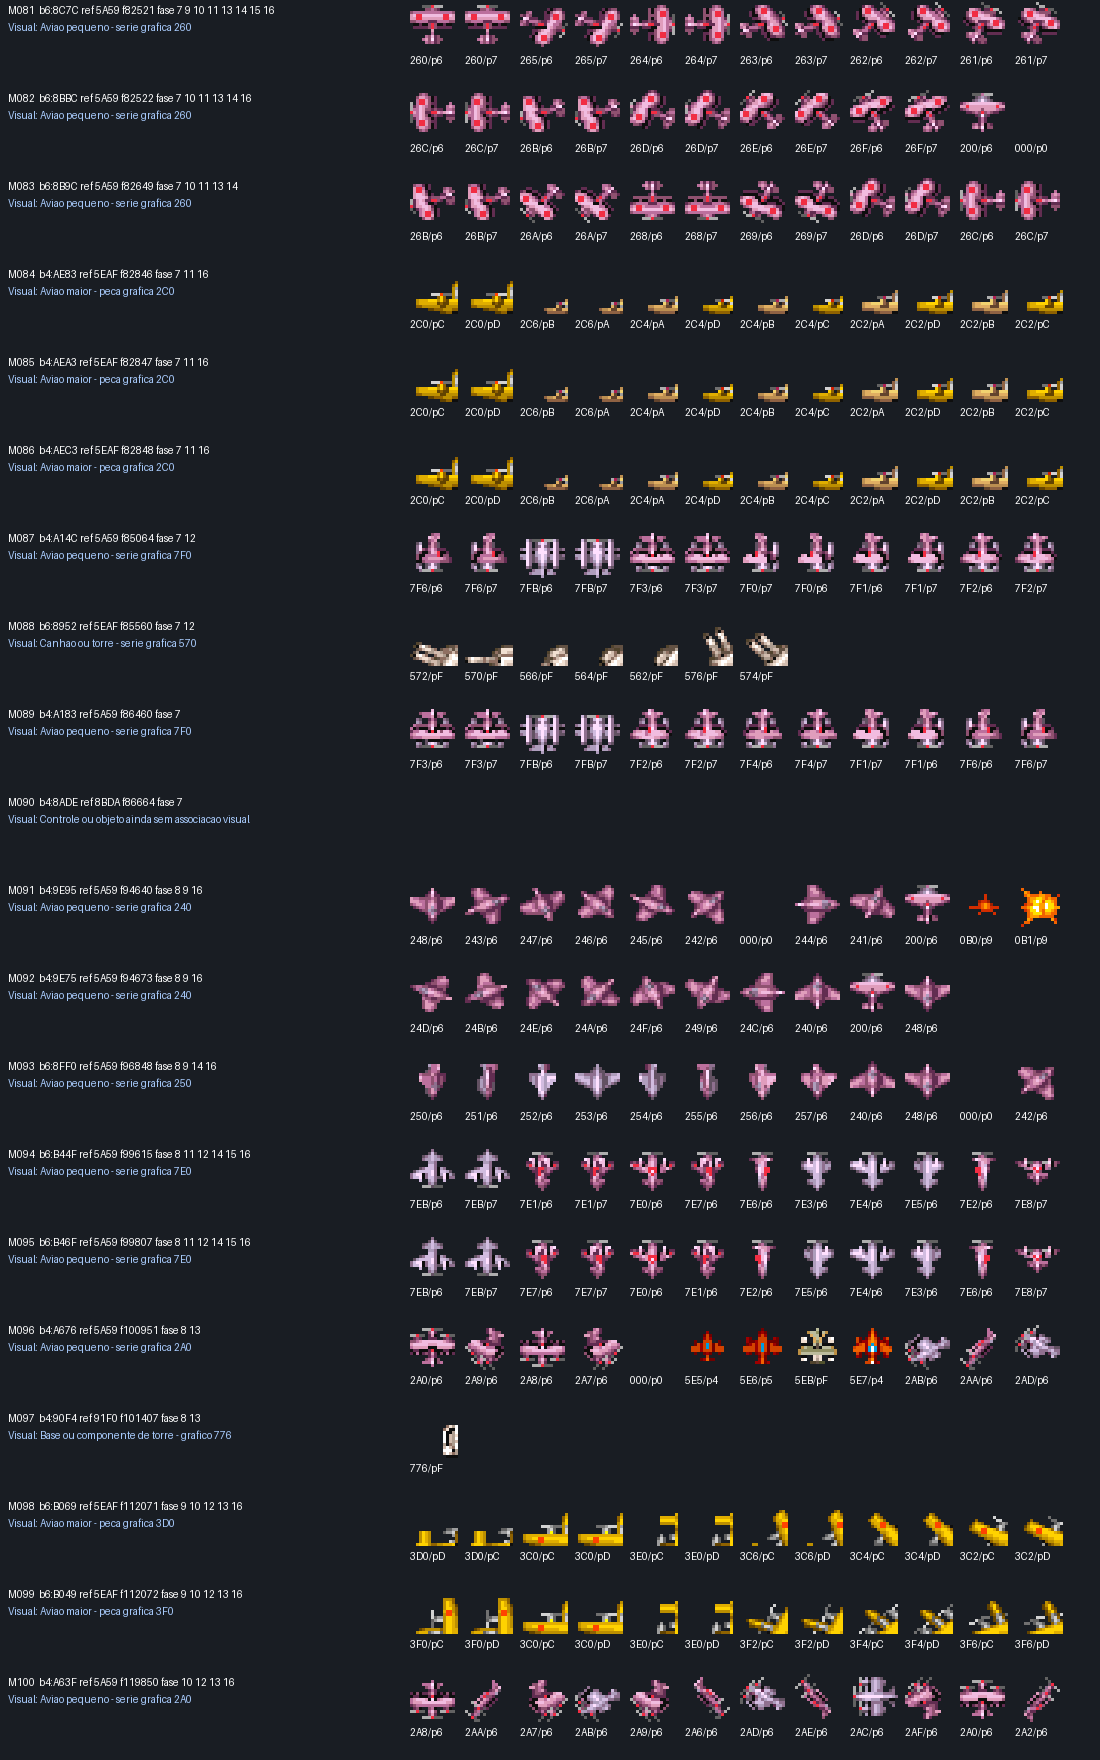 M081 b6:8C7C ref 5A59 f82521 fase 7 9 10 11 13 14 15 16
Visual: Aviao pequeno - serie grafica 260
260/p6 260/p7 265/p6 265/p7 264/p6 264/p7 263/p6 263/p7 262/p6 262/p7 261/p6 261/p7
M082 b6:8BBC ref 5A59 f82522 fase 7 10 11 13 14 16
Visual: Aviao pequeno - serie grafica 260
26C/p6 26C/p7 26B/p6 26B/p7 26D/p6 26D/p7 26E/p6 26E/p7 26F/p6 26F/p7 200/p6 000/p0
M083 b6:8B9C ref 5A59 f82649 fase 7 10 11 13 14
Visual: Aviao pequeno - serie grafica 260
26B/p6 26B/p7 26A/p6 26A/p7 268/p6 268/p7 269/p6 269/p7 26D/p6 26D/p7 26C/p6 26C/p7
M084 b4:AE83 ref 5EAF f82846 fase 7 11 16
Visual: Aviao maior - peca grafica 2C0
2C0/pC 2C0/pD 2C6/pB 2C6/pA 2C4/pA 2C4/pD 2C4/pB 2C4/pC 2C2/pA 2C2/pD 2C2/pB 2C2/pC
M085 b4:AEA3 ref 5EAF f82847 fase 7 11 16
Visual: Aviao maior - peca grafica 2C0
2C0/pC 2C0/pD 2C6/pB 2C6/pA 2C4/pA 2C4/pD 2C4/pB 2C4/pC 2C2/pA 2C2/pD 2C2/pB 2C2/pC
M086 b4:AEC3 ref 5EAF f82848 fase 7 11 16
Visual: Aviao maior - peca grafica 2C0
2C0/pC 2C0/pD 2C6/pB 2C6/pA 2C4/pA 2C4/pD 2C4/pB 2C4/pC 2C2/pA 2C2/pD 2C2/pB 2C2/pC
M087 b4:A14C ref 5A59 f85064 fase 7 12
Visual: Aviao pequeno - serie grafica 7F0
7F6/p6 7F6/p7 7FB/p6 7FB/p7 7F3/p6 7F3/p7 7F0/p7 7F0/p6 7F1/p6 7F1/p7 7F2/p6 7F2/p7
M088 b6:8952 ref 5EAF f85560 fase 7 12
Visual: Canhao ou torre - serie grafica 570
572/pF 570/pF 566/pF 564/pF 562/pF 576/pF 574/pF
M089 b4:A183 ref 5A59 f86460 fase 7
Visual: Aviao pequeno - serie grafica 7F0
7F3/p6 7F3/p7 7FB/p6 7FB/p7 7F2/p6 7F2/p7 7F4/p6 7F4/p7 7F1/p7 7F1/p6 7F6/p6 7F6/p7
M090 b4:8ADE ref 8BDA f86664 fase 7
Visual: Controle ou objeto ainda sem associacao visual
M091 b4:9E95 ref 5A59 f94640 fase 8 9 16
Visual: Aviao pequeno - serie grafica 240
248/p6 243/p6 247/p6 246/p6 245/p6 242/p6 000/p0 244/p6 241/p6 200/p6 0B0/p9 0B1/p9
M092 b4:9E75 ref 5A59 f94673 fase 8 9 16
Visual: Aviao pequeno - serie grafica 240
24D/p6 24B/p6 24E/p6 24A/p6 24F/p6 249/p6 24C/p6 240/p6 200/p6 248/p6
M093 b6:8FF0 ref 5A59 f96848 fase 8 9 14 16
Visual: Aviao pequeno - serie grafica 250
250/p6 251/p6 252/p6 253/p6 254/p6 255/p6 256/p6 257/p6 240/p6 248/p6 000/p0 242/p6
M094 b6:B44F ref 5A59 f99615 fase 8 11 12 14 15 16
Visual: Aviao pequeno - serie grafica 7E0
7EB/p6 7EB/p7 7E1/p6 7E1/p7 7E0/p6 7E7/p6 7E6/p6 7E3/p6 7E4/p6 7E5/p6 7E2/p6 7E8/p7
M095 b6:B46F ref 5A59 f99807 fase 8 11 12 14 15 16
Visual: Aviao pequeno - serie grafica 7E0
7EB/p6 7EB/p7 7E7/p6 7E7/p7 7E0/p6 7E1/p6 7E2/p6 7E5/p6 7E4/p6 7E3/p6 7E6/p6 7E8/p7
M096 b4:A676 ref 5A59 f100951 fase 8 13
Visual: Aviao pequeno - serie grafica 2A0
2A0/p6 2A9/p6 2A8/p6 2A7/p6 000/p0 5E5/p4 5E6/p5 5EB/pF 5E7/p4 2AB/p6 2AA/p6 2AD/p6
M097 b4:90F4 ref 91F0 f101407 fase 8 13
Visual: Base ou componente de torre - grafico 776
776/pF
M098 b6:B069 ref 5EAF f112071 fase 9 10 12 13 16
Visual: Aviao maior - peca grafica 3D0
3D0/pD 3D0/pC 3C0/pC 3C0/pD 3E0/pC 3E0/pD 3C6/pC 3C6/pD 3C4/pC 3C4/pD 3C2/pC 3C2/pD
M099 b6:B049 ref 5EAF f112072 fase 9 10 12 13 16
Visual: Aviao maior - peca grafica 3F0
3F0/pC 3F0/pD 3C0/pC 3C0/pD 3E0/pC 3E0/pD 3F2/pC 3F2/pD 3F4/pC 3F4/pD 3F6/pC 3F6/pD
M100 b4:A63F ref 5A59 f119850 fase 10 12 13 16
Visual: Aviao pequeno - serie grafica 2A0
2A8/p6 2AA/p6 2A7/p6 2AB/p6 2A9/p6 2A6/p6 2AD/p6 2AE/p6 2AC/p6 2AF/p6 2A0/p6 2A2/p6